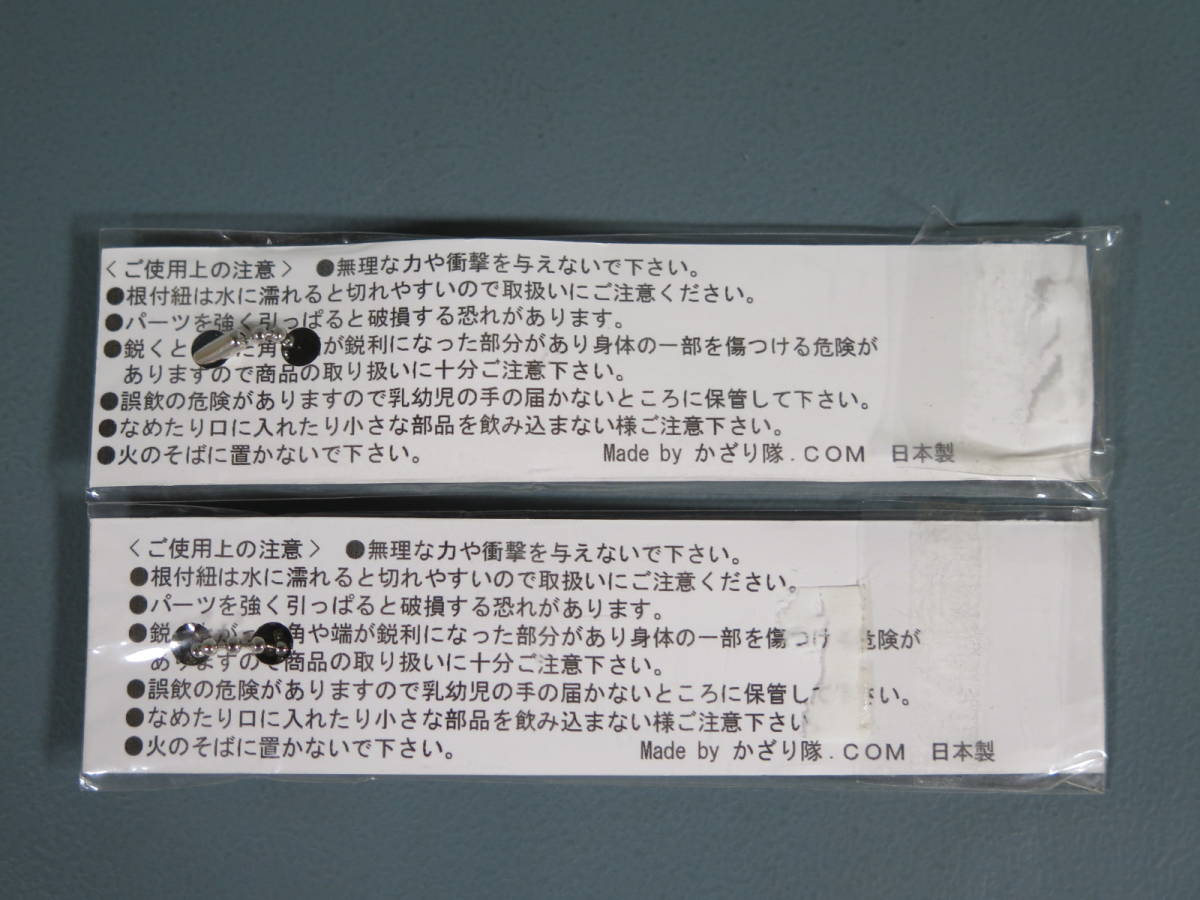 〈ご使用上の注意〉 ●無理な力や衝撃を与えないで下さい。
●根付紐は水に濡れると切れやすいので取扱いにご注意ください。
●パーツを強く引っぱると破損する恐れがあります。
●鋭くと 角 が鋭利になった部分があり身体の一部を傷つける危険が
ありますので商品の取り扱いに十分ご注意下さい。
●誤飲の危険がありますので乳幼児の手の届かないところに保管して下さい。
●なめたり口に入れたり小さな部品を飲み込まない様ご注意下さい。
●火のそばに置かないで下さい。 Made by かざり隊.COM 日本製
〈ご使用上の注意〉 ●無理な力や衝撃を与えないで下さい。
●根付紐は水に濡れると切れやすいので取扱いにご注意ください。
●パーツを強く引っぱると破損する恐れがあります。
●鋭 が 角や端が鋭利になった部分があり身体の一部を傷つけ 危険が
ありますので商品の取り扱いに十分ご注意下さい。
●誤飲の危険がありますので乳幼児の手の届かないところに保管して さい。
●なめたり口に入れたり小さな部品を飲み込まない様ご注意下さい
●火のそばに置かないで下さい。 Made by かざり隊.COM 日本製